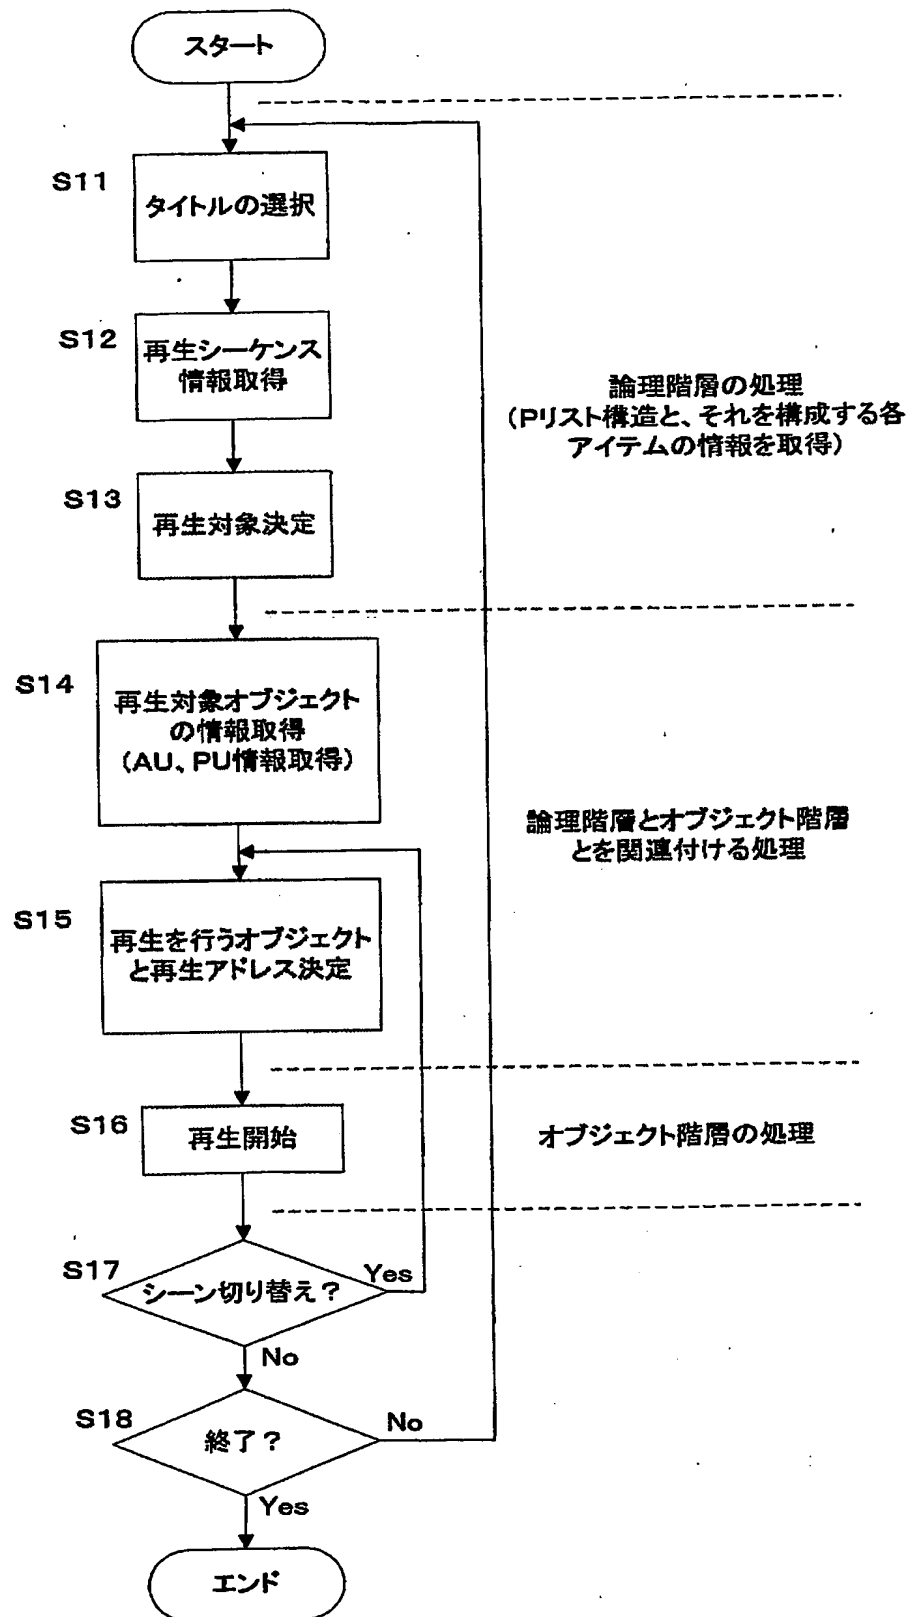 スタート
S11
タイトルの選択
S12
再生シーケンス
情報取得
論理階層の処理
(Pリスト構造と、それを構成する各
アイテムの情報を取得)
S13
再生対象決定
S14
再生対象オブジェクト
の情報取得
(AU、PU情報取得)
論理階層とオブジェクト階層
とを関連付ける処理
S15
再生を行うオブジェクト
と再生アドレス決定
S16
再生開始
オブジェクト階層の処理
S17
シーン切り替え?
Yes
No
S18
終了?
No
Yes
エンド